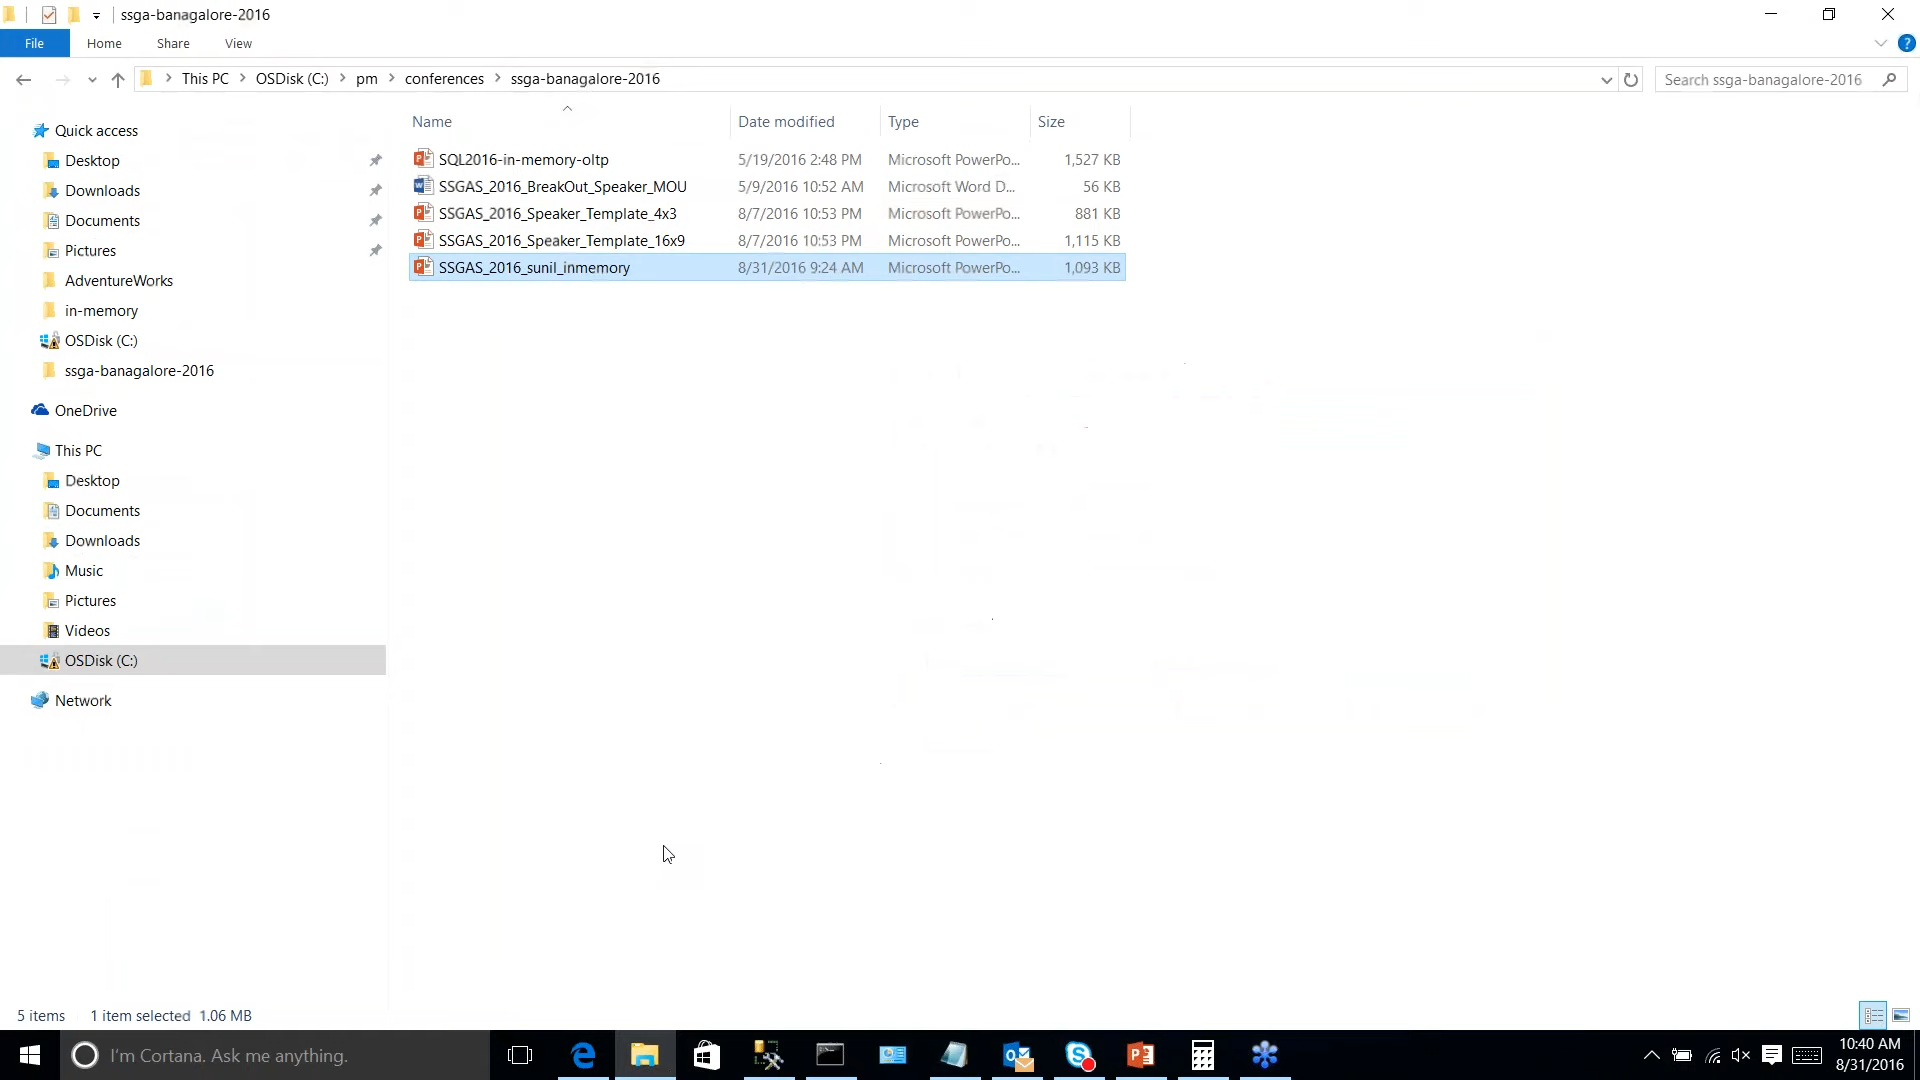 ssga-banagalore-2016
File Home Share View
This PC OSDisk (C:) pm conferences ssga-banagalore-2016
Search ssga-banagalore-2016
Name Date modified Type Size
Quick access
Desktop
Downloads
Documents
Pictures
AdventureWorks
in-memory
OSDisk (C:)
ssga-banagalore-2016
OneDrive
This PC
Desktop
Documents
Downloads
Music
Pictures
Videos
OSDisk (C:)
Network
SQL2016-in-memory-oltp 5/19/2016 2:48 PM Microsoft PowerPo... 1,527 KB
SSGAS_2016_BreakOut_Speaker_MOU 5/9/2016 10:52 AM Microsoft Word D... 56 KB
SSGAS_2016_Speaker_Template_4x3 8/7/2016 10:53 PM Microsoft PowerPo... 881 KB
SSGAS_2016_Speaker_Template_16x9 8/7/2016 10:53 PM Microsoft PowerPo... 1,115 KB
SSGAS_2016_sunil_inmemory 8/31/2016 9:24 AM Microsoft PowerPo... 1,093 KB
5 items 1 item selected 1.06 MB
I'm Cortana. Ask me anything.
10:40 AM
8/31/2016